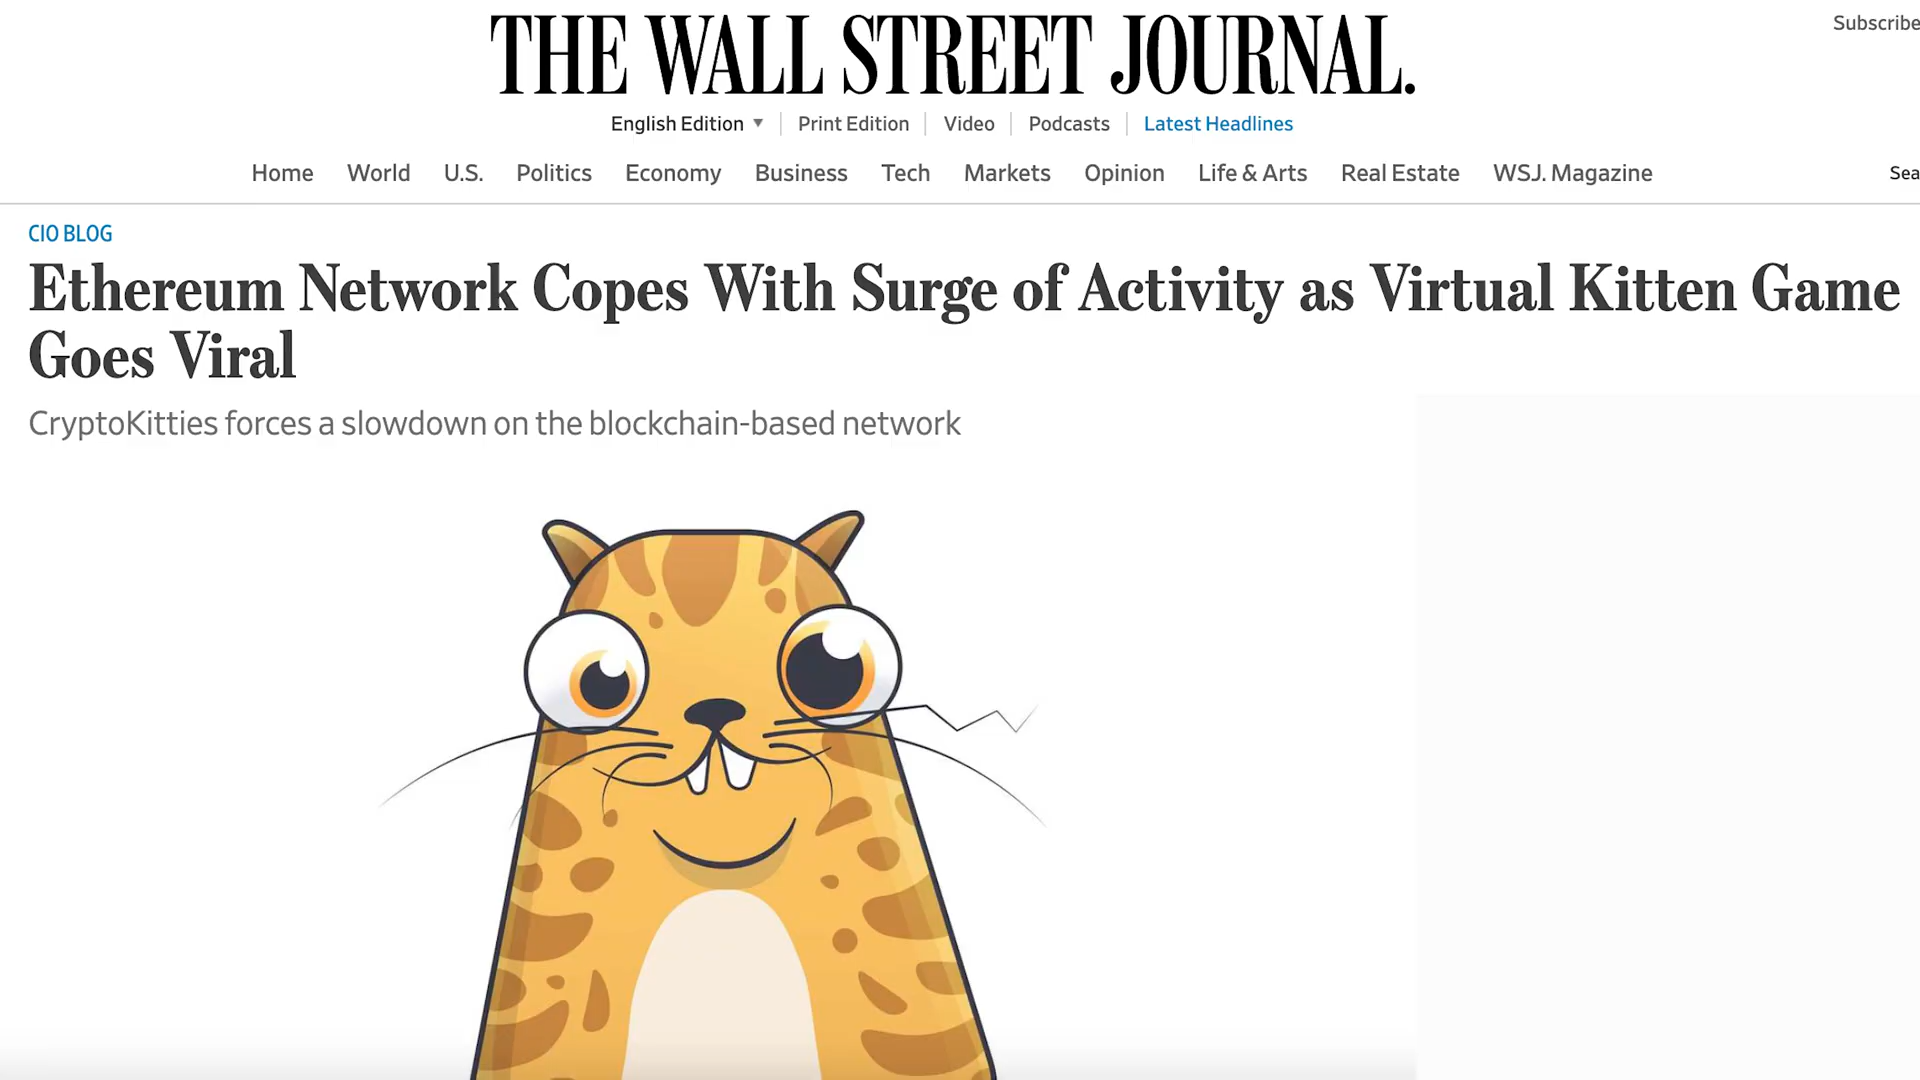 Subscribe
THE WALL STREET JOURNAL.
English Edition Print Edition Video Podcasts Latest Headlines
Home World U.S. Politics Economy Business Tech Markets Opinion Life & Arts Real Estate WSJ. Magazine Sea
CIO BLOG
Ethereum Network Copes With Surge of Activity as Virtual Kitten Game
Goes Viral
CryptoKitties forces a slowdown on the blockchain-based network